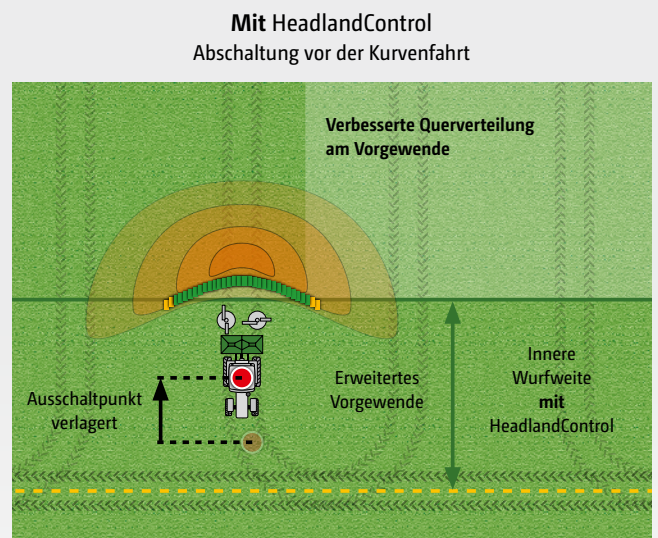 Mit HeadlandControl
Abschaltung vor der Kurvenfahrt
Verbesserte Querverteilung
am Vorgewende
Ausschaltpunkt
verlagert
Erweitertes
Vorgewende
Innere
Wurfweite
mit
HeadlandControl